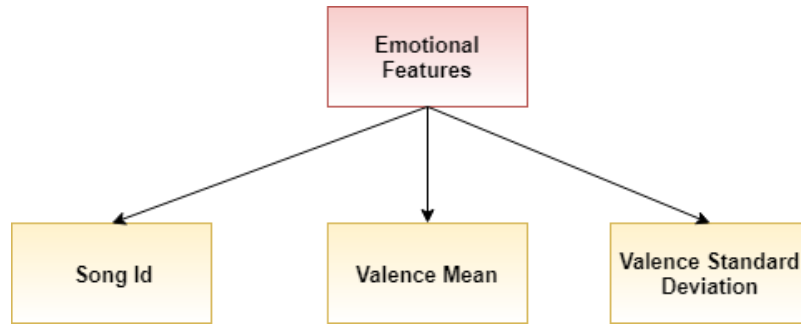 Emotional
Features
Song Id
Valence Mean
Valence Standard
Deviation